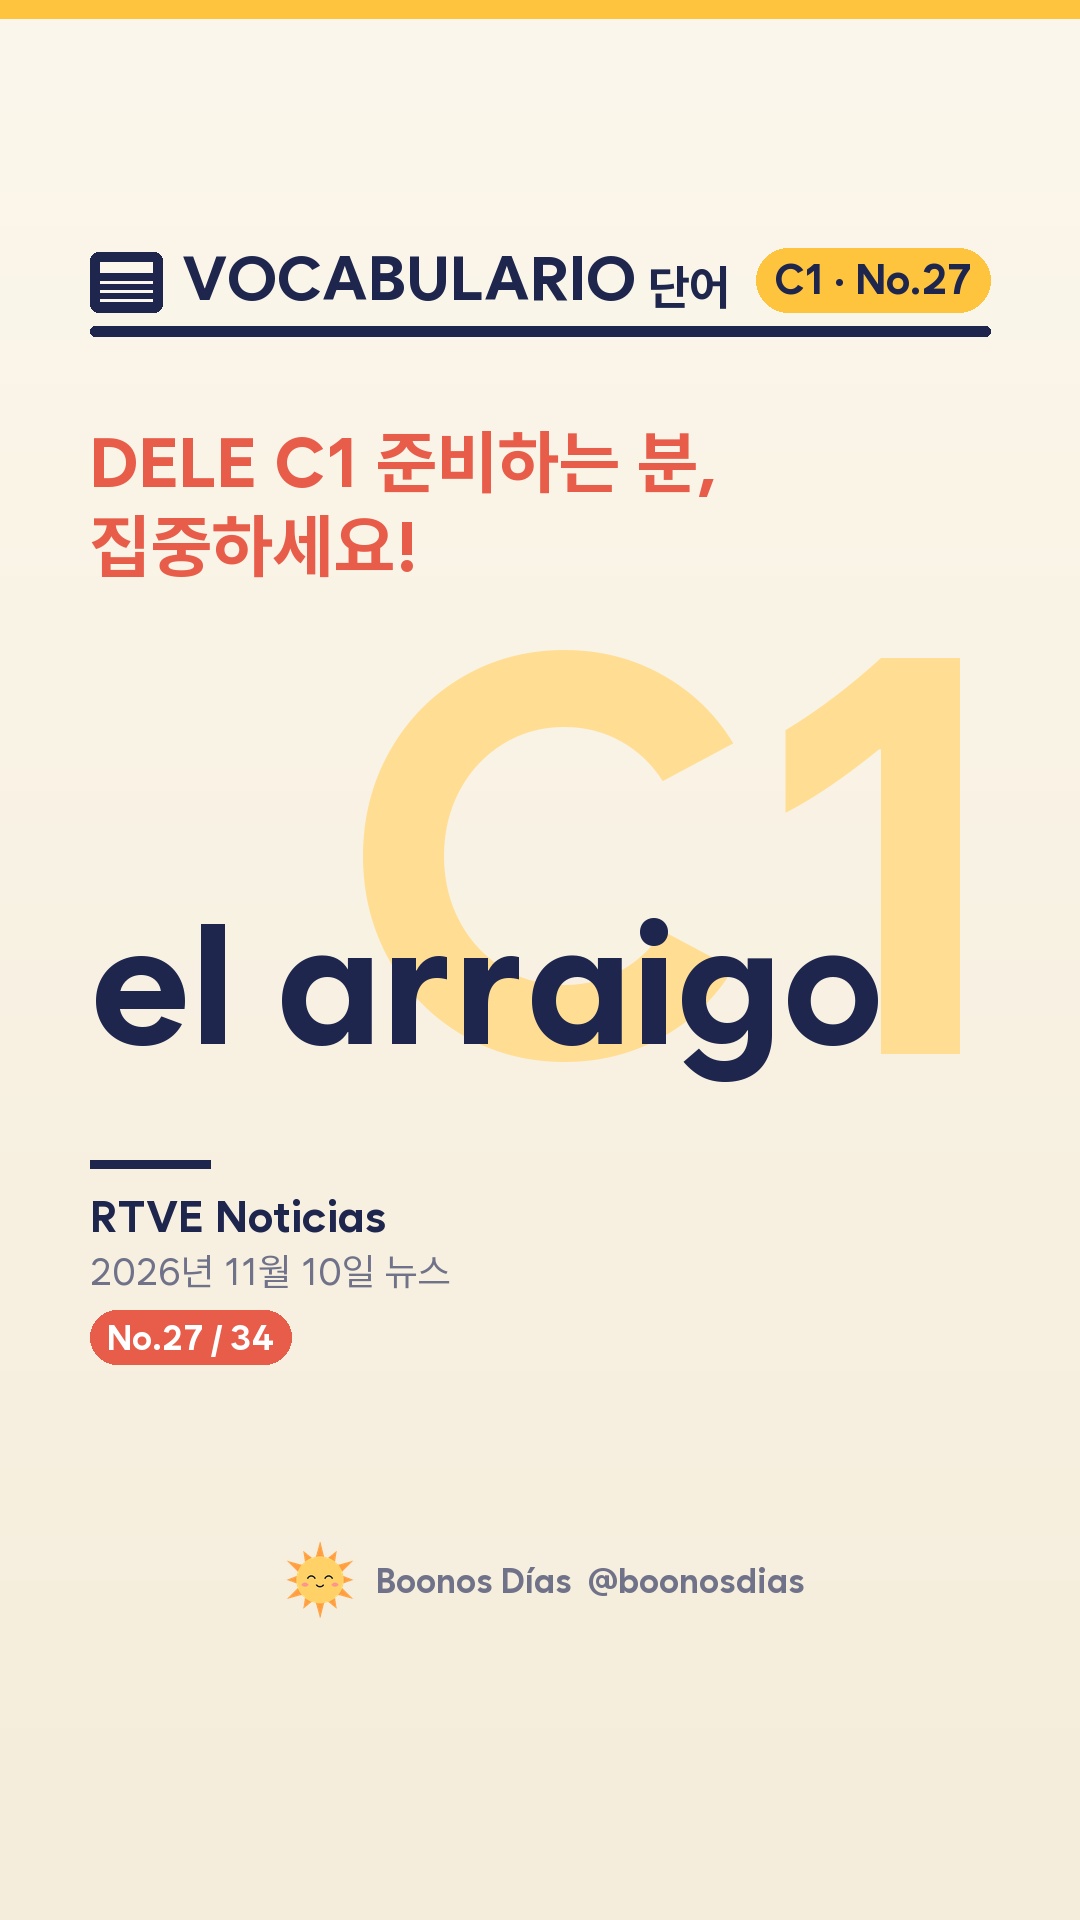 VOCABULARIO 단어 C1 · No.27
DELE C1 준비하는 분,
집중하세요!
C1
el arraigo
RTVE Noticias
2026년 11월 10일 뉴스
No.27 / 34
Boonos Días @boonosdias